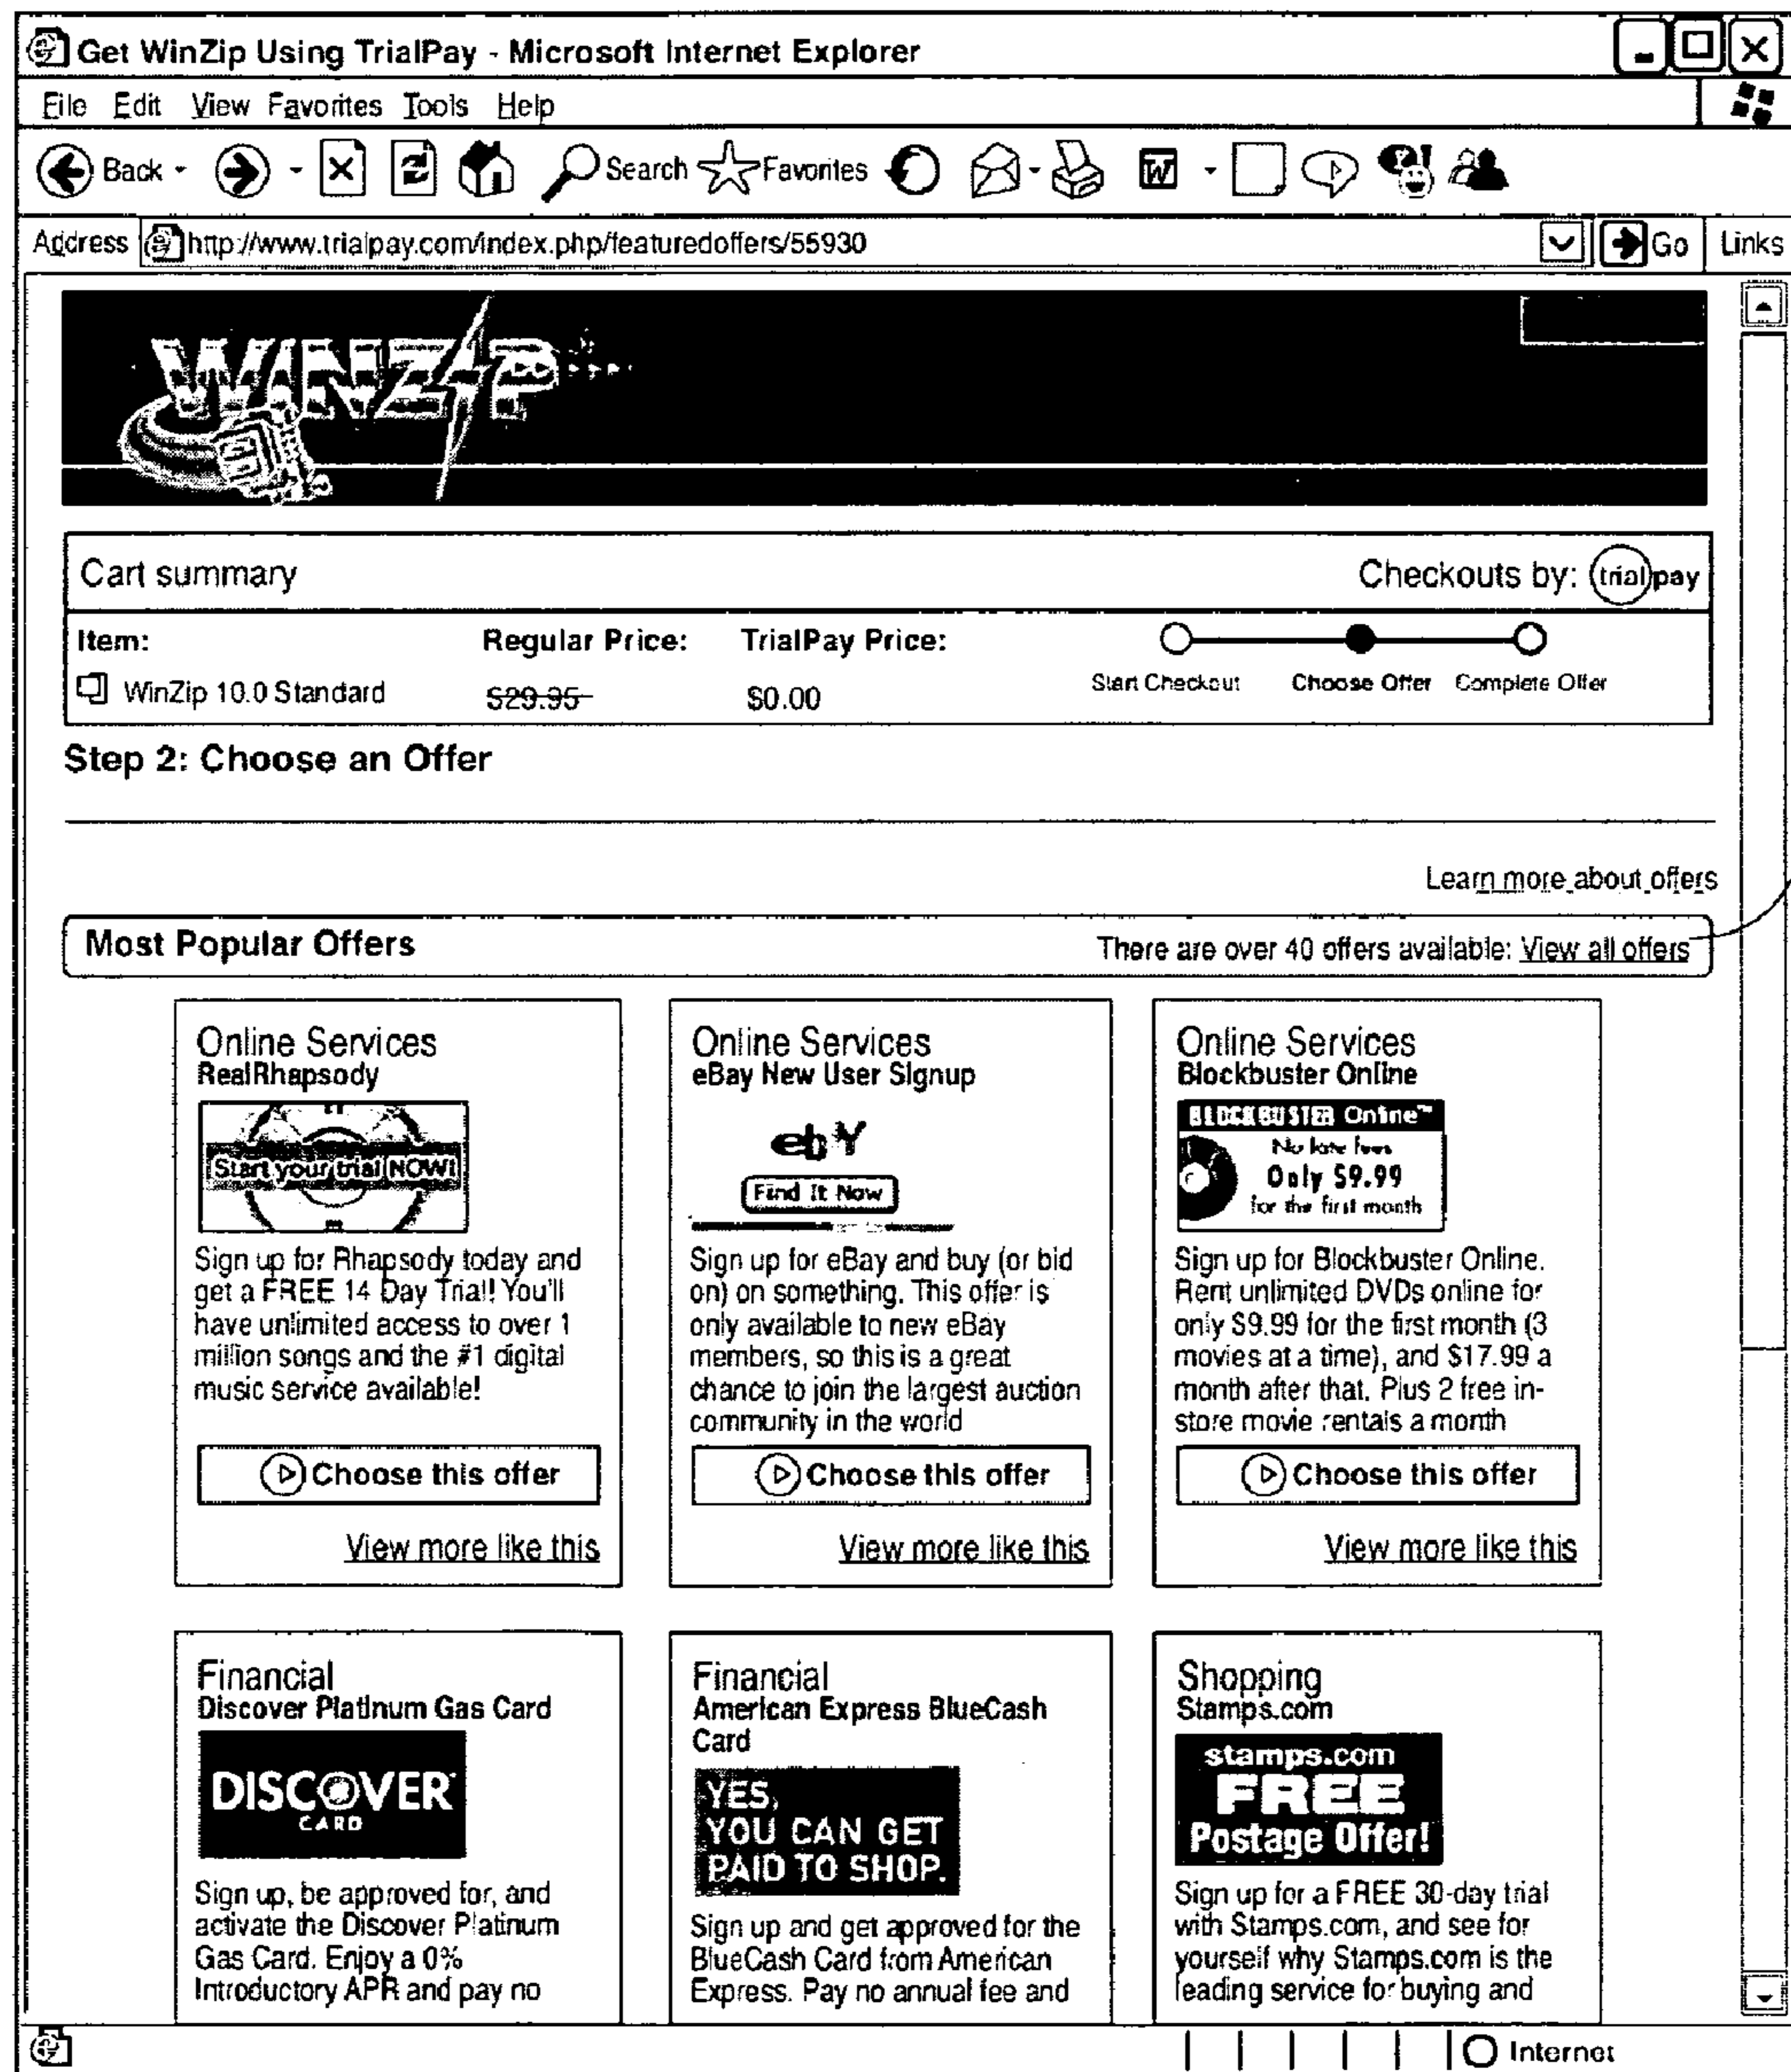 Get WinZip Using TrialPay - Microsoft Internet Explorer
File Edit View Favorites Tools Help
Back Search Favorites W
Address http://www.trialpay.com/index.php/featuredoffers/55930 Go Links
WINZIP
Cart summary Checkouts by: trialpay
Item: Regular Price: TrialPay Price:
WinZip 10.0 Standard $29.95 $0.00 Start Checkout Choose Offer Complete Offer
Step 2: Choose an Offer
Learn more about offers
Most Popular Offers There are over 40 offers available: View all offers
Online Services
RealRhapsody
Start your trial NOW!
Sign up for Rhapsody today and
get a FREE 14 Day Trial! You'll
have unlimited access to over 1
million songs and the #1 digital
music service available!
Choose this offer
View more like this
Online Services
eBay New User Signup
ebY
Find It Now
Sign up for eBay and buy (or bid
on) on something. This offer is
only available to new eBay
members, so this is a great
chance to join the largest auction
community in the world
Choose this offer
View more like this
Online Services
Blockbuster Online
BLOCKBUSTER Online™
No late fees
Only $9.99
for the first month
Sign up for Blockbuster Online.
Rent unlimited DVDs online for
only $9.99 for the first month (3
movies at a time), and $17.99 a
month after that. Plus 2 free in-
store movie rentals a month
Choose this offer
View more like this
Financial
Discover Platinum Gas Card
DISCOVER
CARD
Sign up, be approved for, and
activate the Discover Platinum
Gas Card. Enjoy a 0%
Introductory APR and pay no
Financial
American Express BlueCash
Card
YES,
YOU CAN GET
PAID TO SHOP.
Sign up and get approved for the
BlueCash Card from American
Express. Pay no annual fee and
Shopping
Stamps.com
stamps.com
FREE
Postage Offer!
Sign up for a FREE 30-day trial
with Stamps.com, and see for
yourself why Stamps.com is the
leading service for buying and
Internet